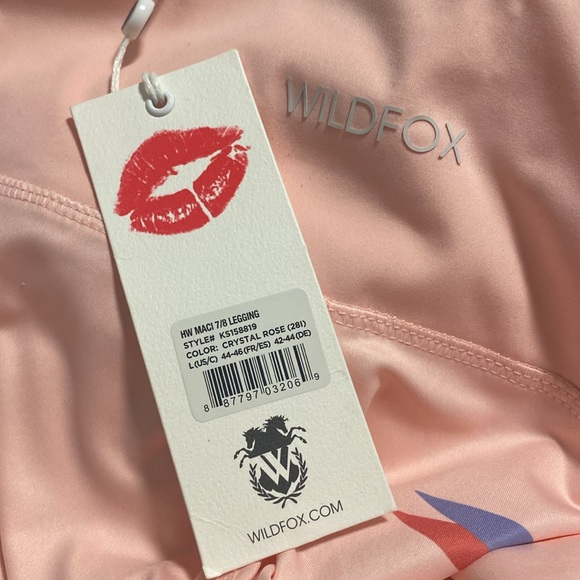 WILDFOX
HW MACI 7/8 LEGGING
STYLE# KS158819
COLOR: CRYSTAL ROSE (281)
L(US/C) 44-46(FR/ES) 42-44(DE)
8 87797 03206 9
W
WILDFOX.COM